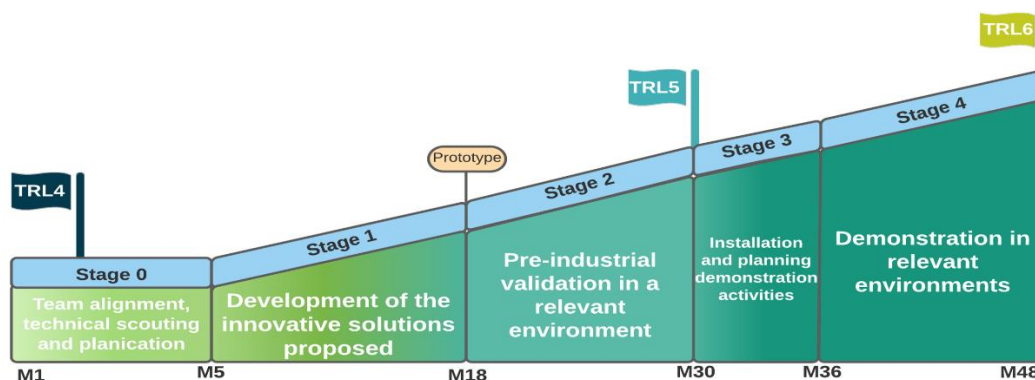 TRL6
TRL5
Stage 4
Stage 3
Prototype
Stage 2
TRL4
Stage 1
Stage 0
Team alignment,
technical scouting
and planication
Development of the
innovative solutions
proposed
Pre-industrial
validation in a
relevant
environment
Installation
and planning
demonstration
activities
Demonstration in
relevant
environments
M1
M5
M18
M30
M36